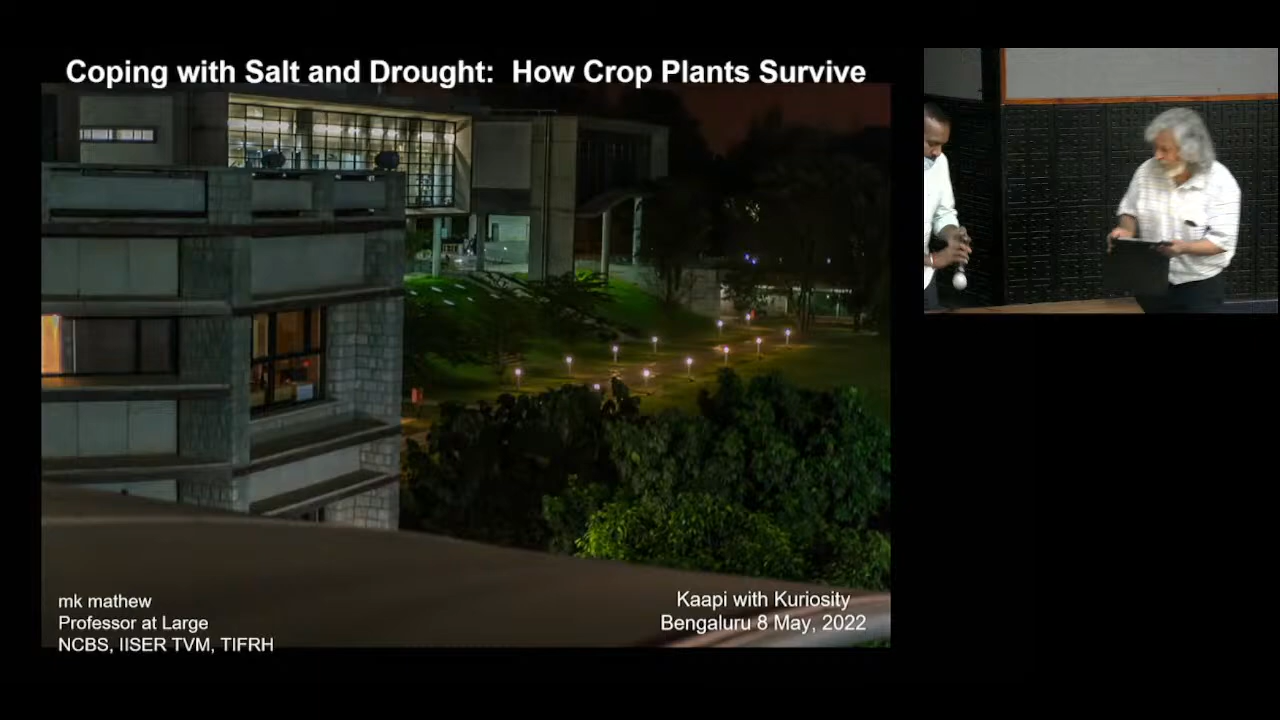 Coping with Salt and Drought: How Crop Plants Survive
mk mathew
Professor at Large
NCBS, IISER TVM, TIFRH
Kaapi with Kuriosity
Bengaluru 8 May, 2022